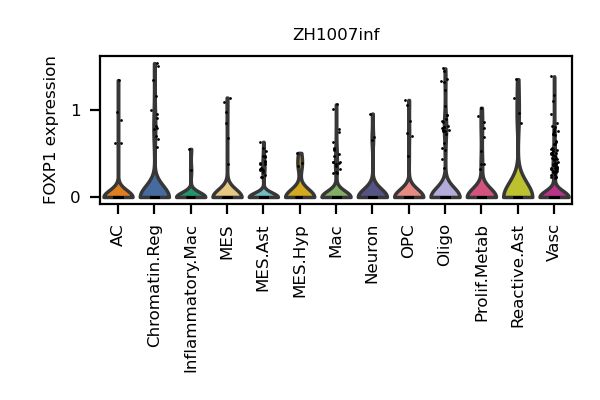 ZH1007inf
FOXP1 expression
1
0
AC
Chromatin.Reg
Inflammatory.Mac
MES
MES.Ast
MES.Hyp
Mac
Neuron
OPC
Oligo
Prolif.Metab
Reactive.Ast
Vasc